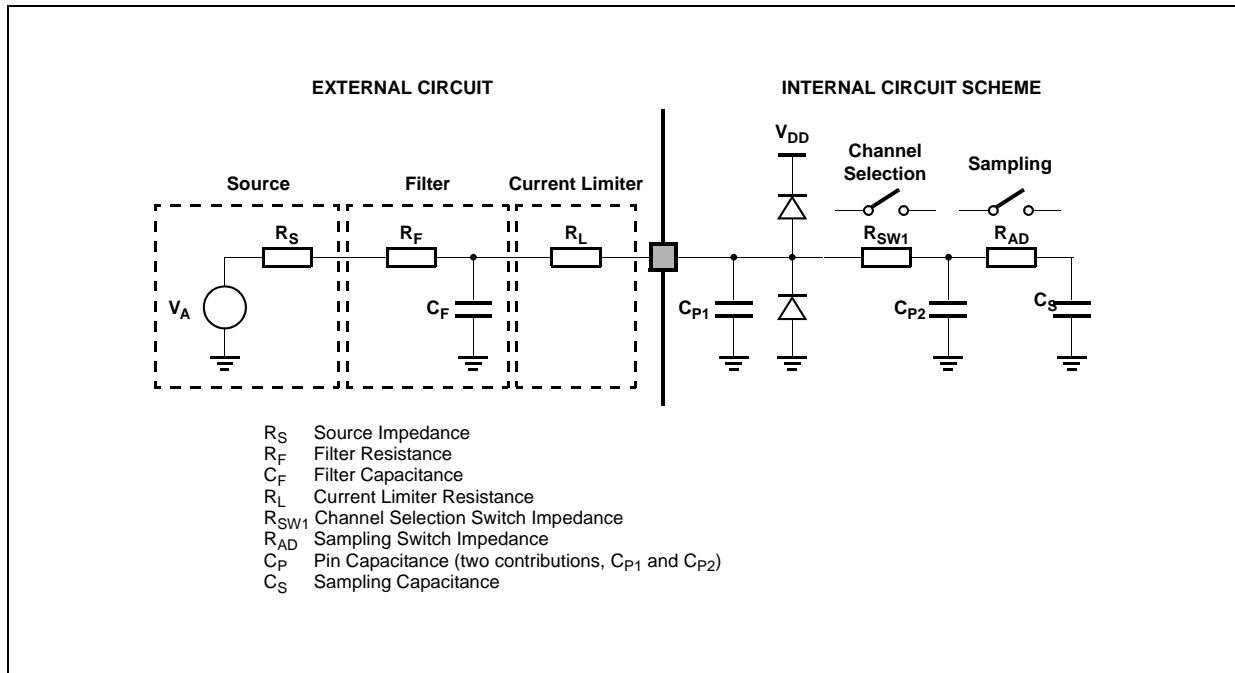 EXTERNAL CIRCUIT
INTERNAL CIRCUIT SCHEME
VDD
Channel
Selection
Sampling
Source
Filter
Current Limiter
RS
RF
RL
RSW1
RAD
VA
CF
CP1
CP2
CS
RS Source Impedance
RF Filter Resistance
CF Filter Capacitance
RL Current Limiter Resistance
RSW1 Channel Selection Switch Impedance
RAD Sampling Switch Impedance
CP Pin Capacitance (two contributions, CP1 and CP2)
CS Sampling Capacitance